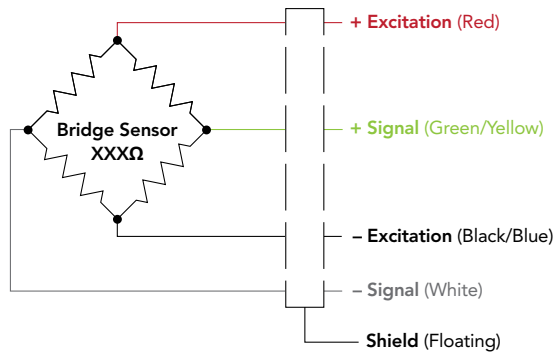 + Excitation (Red)
Bridge Sensor
XXXΩ
+ Signal (Green/Yellow)
– Excitation (Black/Blue)
– Signal (White)
Shield (Floating)